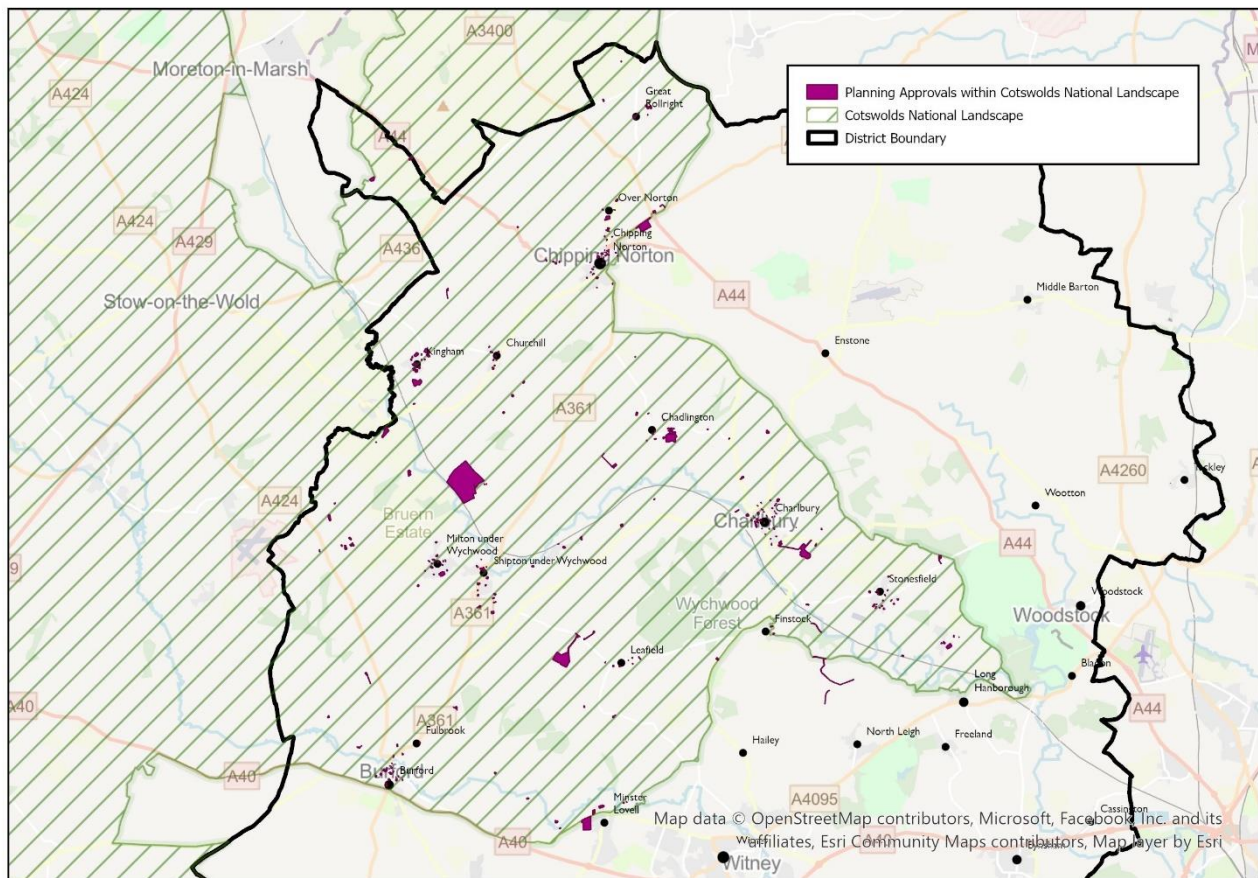 Planning Approvals within Cotswolds National Landscape
Cotswolds National Landscape
District Boundary
A3400
Moreton-in-Marsh
A424
A44
Great
Rollright
A424
A429
A436
Over Norton
Chipping
Norton
Chipping Norton
Stow-on-the-Wold
A44
Middle Barton
Enstone
Kingham
Churchill
A361
Chadlington
A4260
A424
Wootton
Bruern
Estate
Charlbury
Charlbury
A44
Milton under
Wychwood
Shipton under Wychwood
A361
Stonesfield
Woodstock
Woodstock
Wychwood
Forest
Finstock
Leafield
Long
Hanborough
Bladon
A40
A361
Fulbrook
A44
Hailey
North Leigh
Freeland
A40
Burford
Burford
A4095
Minster
Lovell
Cassington
A40
A40
Witney
Map data © OpenStreetMap contributors, Microsoft, Facebook, Inc. and its
affiliates, Esri Community Maps contributors, Map layer by Esri